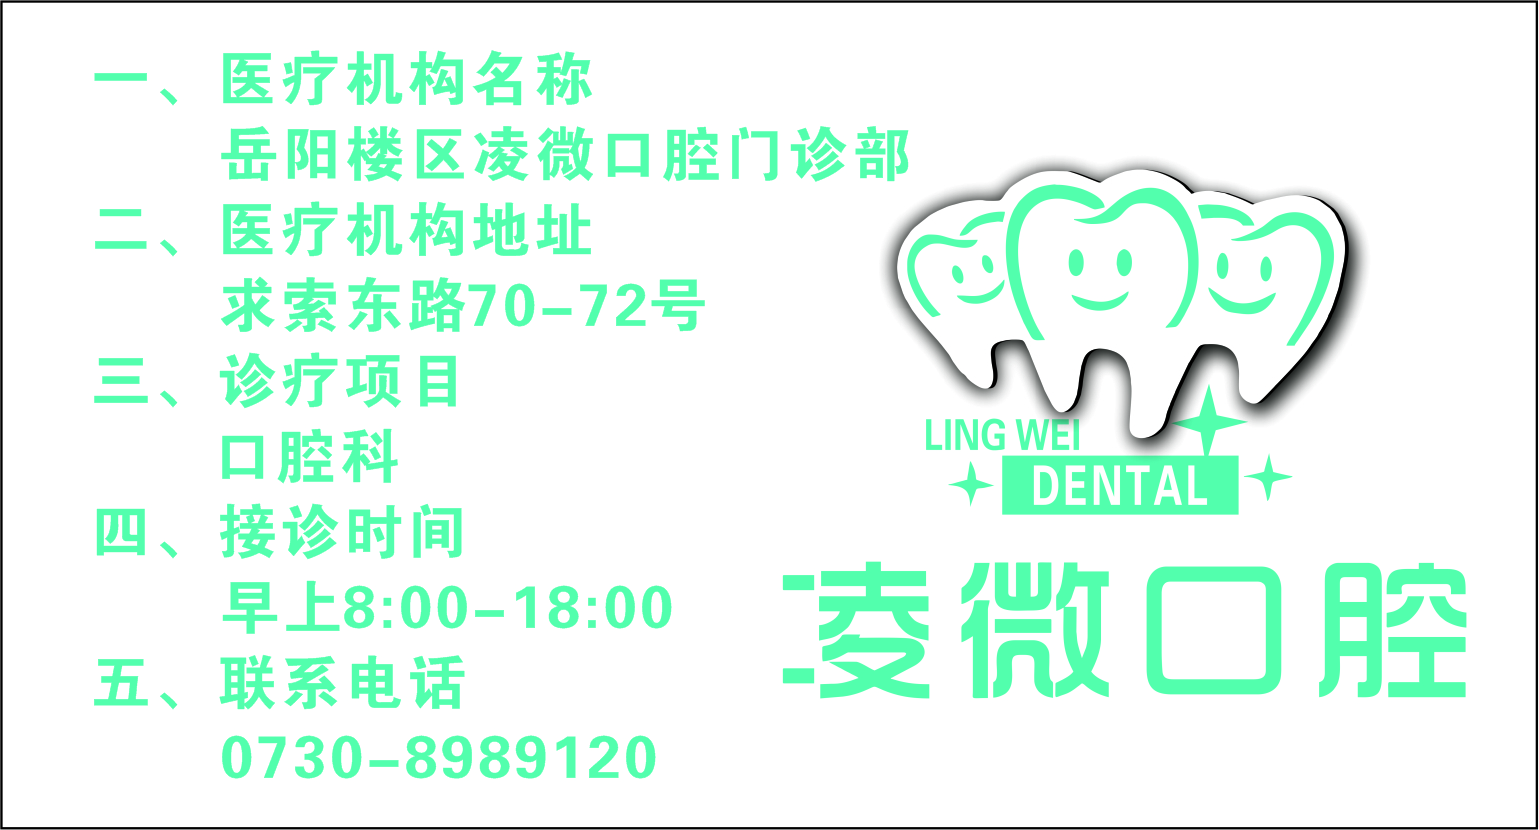 一、医疗机构名称
岳阳楼区凌微口腔门诊部
二、医疗机构地址
求索东路70-72号
三、诊疗项目
口腔科
四、接诊时间
早上8:00-18:00
五、联系电话
0730-8989120
LING WEI
DENTAL
凌微口腔